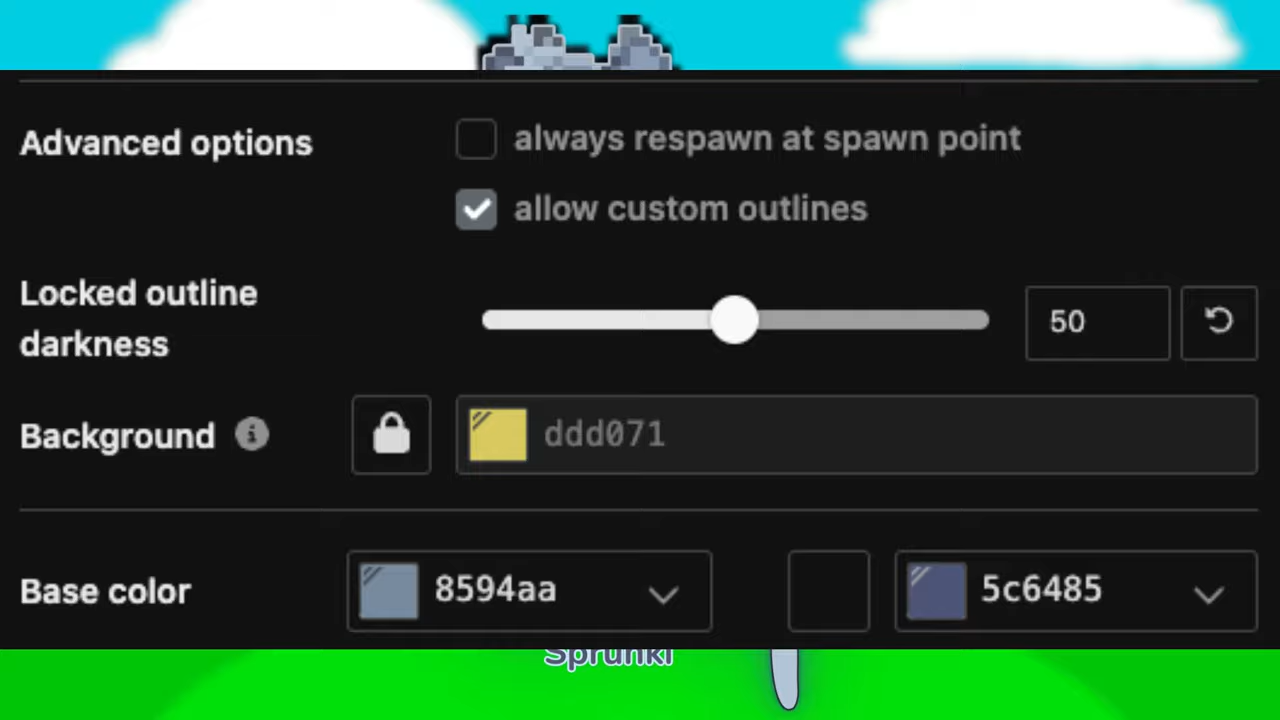 Advanced options
always respawn at spawn point
allow custom outlines
Locked outline
darkness
50
Background
ddd071
Base color
8594aa
5c6485
Sprunki